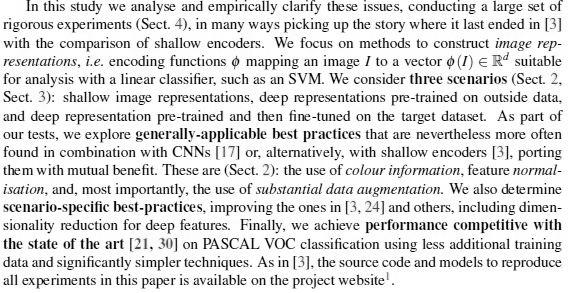 In this study we analyse and empirically clarify these issues, conducting a large set of
rigorous experiments (Sect. 4), in many ways picking up the story where it last ended in [3]
with the comparison of shallow encoders. We focus on methods to construct image rep-
resentations, i.e. encoding functions ϕ mapping an image I to a vector ϕ(I) ∈ ℝᵈ suitable
for analysis with a linear classifier, such as an SVM. We consider three scenarios (Sect. 2,
Sect. 3): shallow image representations, deep representations pre-trained on outside data,
and deep representation pre-trained and then fine-tuned on the target dataset. As part of
our tests, we explore generally-applicable best practices that are nevertheless more often
found in combination with CNNs [17] or, alternatively, with shallow encoders [3], porting
them with mutual benefit. These are (Sect. 2): the use of colour information, feature normal-
isation, and, most importantly, the use of substantial data augmentation. We also determine
scenario-specific best-practices, improving the ones in [3, 24] and others, including dimen-
sionality reduction for deep features. Finally, we achieve performance competitive with
the state of the art [21, 30] on PASCAL VOC classification using less additional training
data and significantly simpler techniques. As in [3], the source code and models to reproduce
all experiments in this paper is available on the project website¹.